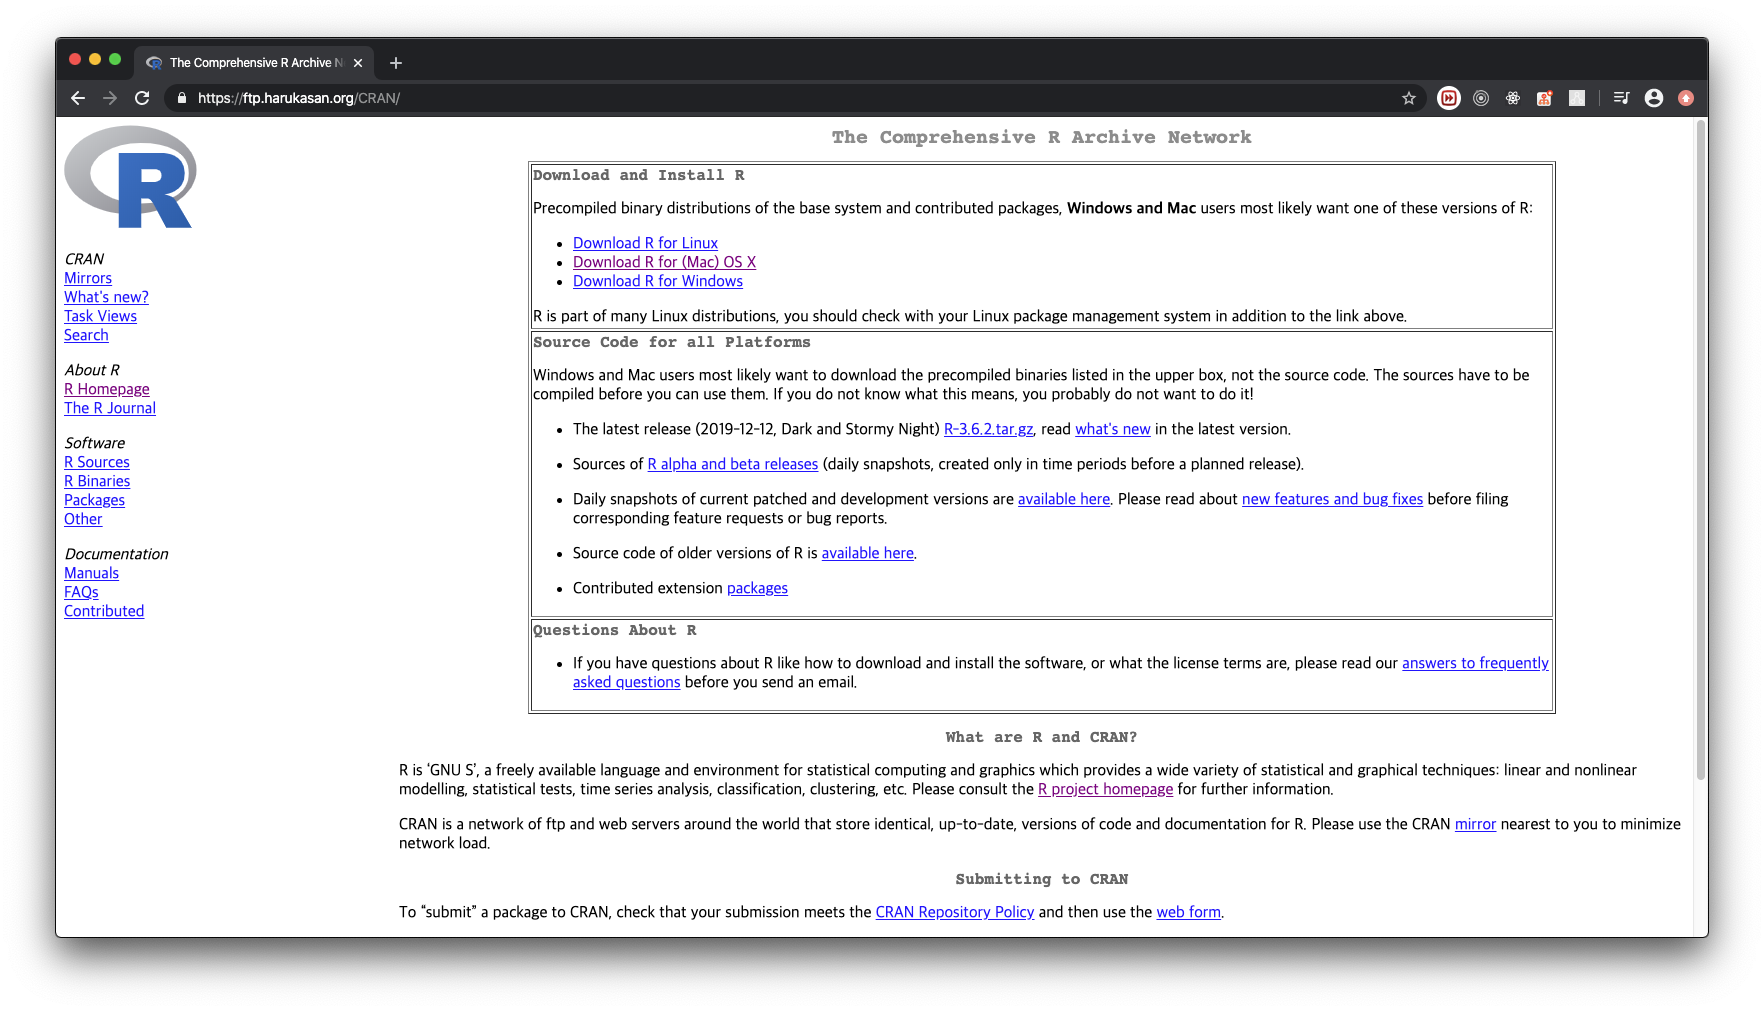 The Comprehensive R Archive N
https://ftp.harukasan.org/CRAN/
R
CRAN
Mirrors
What's new?
Task Views
Search
About R
R Homepage
The R Journal
Software
R Sources
R Binaries
Packages
Other
Documentation
Manuals
FAQs
Contributed
The Comprehensive R Archive Network
Download and Install R
Precompiled binary distributions of the base system and contributed packages, Windows and Mac users most likely want one of these versions of R:
• Download R for Linux
• Download R for (Mac) OS X
• Download R for Windows
R is part of many Linux distributions, you should check with your Linux package management system in addition to the link above.
Source Code for all Platforms
Windows and Mac users most likely want to download the precompiled binaries listed in the upper box, not the source code. The sources have to be
compiled before you can use them. If you do not know what this means, you probably do not want to do it!
• The latest release (2019-12-12, Dark and Stormy Night) R-3.6.2.tar.gz, read what's new in the latest version.
• Sources of R alpha and beta releases (daily snapshots, created only in time periods before a planned release).
• Daily snapshots of current patched and development versions are available here. Please read about new features and bug fixes before filing
corresponding feature requests or bug reports.
• Source code of older versions of R is available here.
• Contributed extension packages
Questions About R
• If you have questions about R like how to download and install the software, or what the license terms are, please read our answers to frequently
asked questions before you send an email.
What are R and CRAN?
R is ‘GNU S’, a freely available language and environment for statistical computing and graphics which provides a wide variety of statistical and graphical techniques: linear and nonlinear
modelling, statistical tests, time series analysis, classification, clustering, etc. Please consult the R project homepage for further information.
CRAN is a network of ftp and web servers around the world that store identical, up-to-date, versions of code and documentation for R. Please use the CRAN mirror nearest to you to minimize
network load.
Submitting to CRAN
To “submit” a package to CRAN, check that your submission meets the CRAN Repository Policy and then use the web form.